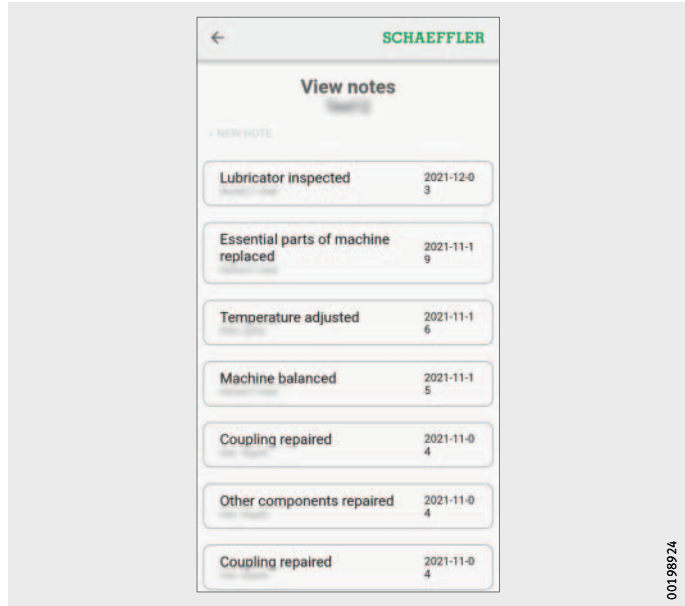 SCHAEFFLER
View notes
+ NEW NOTE
Lubricator inspected
2021-12-0
3
Essential parts of machine
replaced
2021-11-1
9
Temperature adjusted
2021-11-1
6
Machine balanced
2021-11-1
5
Coupling repaired
2021-11-0
4
Other components repaired
2021-11-0
4
Coupling repaired
2021-11-0
4
00198924